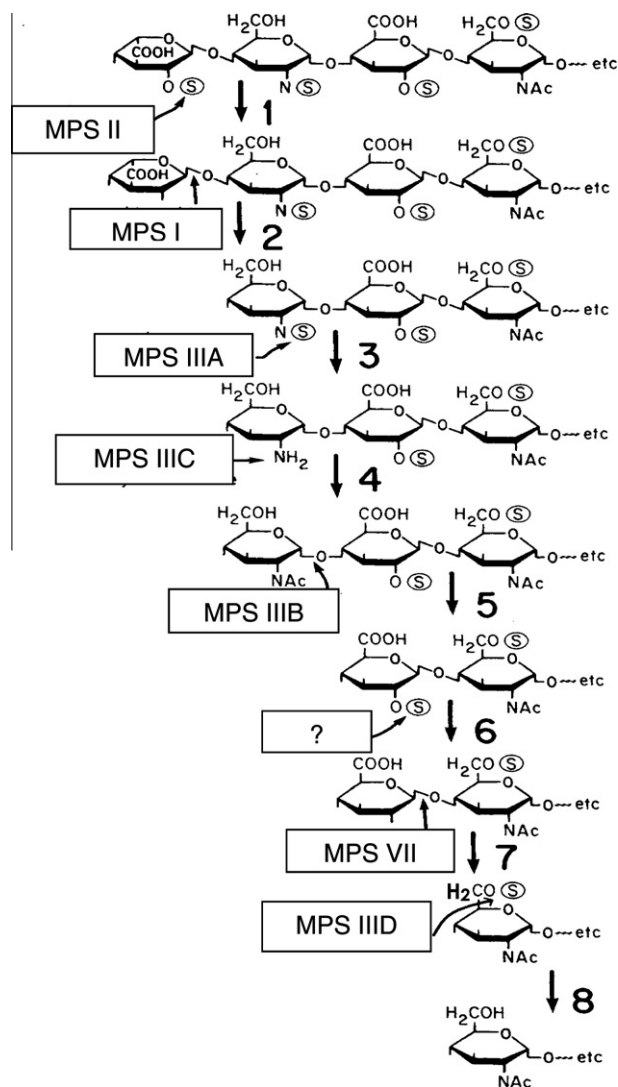 H₂COH COOH H₂CO Ⓢ
COOH O O O O O O O O~etc
O Ⓢ N Ⓢ O Ⓢ NAc
MPS II
1
H₂COH COOH H₂CO Ⓢ
COOH O O O O O O O O~etc
N Ⓢ O Ⓢ NAc
MPS I
2
H₂COH COOH H₂CO Ⓢ
O O O O O O~etc
N Ⓢ O Ⓢ NAc
MPS IIIA
3
H₂COH COOH H₂CO Ⓢ
O O O O O O~etc
NH₂ O Ⓢ NAc
MPS IIIC
4
H₂COH COOH H₂CO Ⓢ
O O O O O O~etc
NAc O Ⓢ NAc
MPS IIIB
5
COOH H₂CO Ⓢ
O O O O~etc
O Ⓢ NAc
?
6
COOH H₂CO Ⓢ
O O O O~etc
NAc
MPS VII
7
H₂CO Ⓢ
O O~etc
NAc
MPS IIID
8
H₂COH
O O~etc
NAc